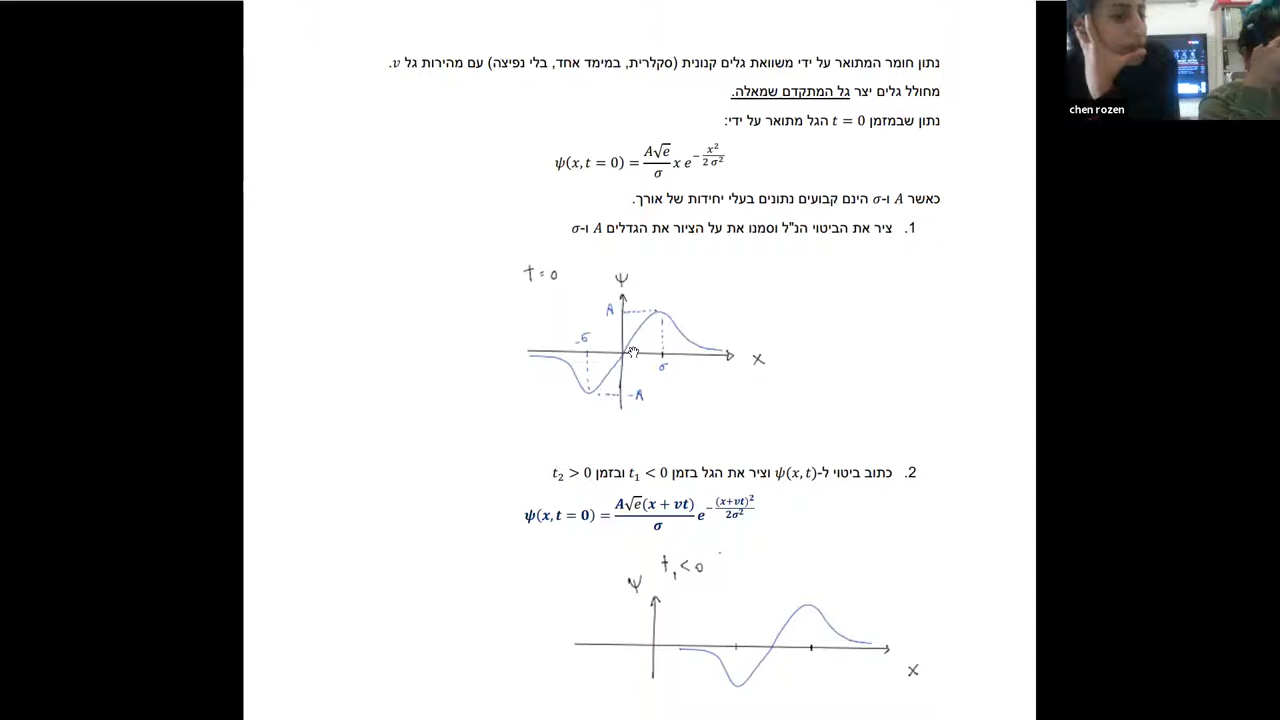 נתון חומר המתואר על ידי משוואת גלים קנונית (סקלרית, במימד אחד, בלי נפיצה) עם מהירות גל v.
מחולל גלים יצר גל המתקדם שמאלה.
נתון שבמזמן t = 0 הגל מתואר על ידי:
ψ(x, t = 0) = A√e/σ x e^(−x²/2σ²)
כאשר A ו-σ הינם קבועים נתונים בעלי יחידות של אורך.
1. ציר את הביטוי הנ"ל וסמנו את על הציור את הגדלים A ו-σ
t = 0
ψ
A
-σ
σ
x
-A
2. כתוב ביטוי ל-ψ(x, t) וציר את הגל בזמן t₁ < 0 ובזמן t₂ > 0
ψ(x, t = 0) = A√e(x + vt)/σ e^(−(x+vt)²/2σ²)
t₁ < 0
ψ
x
chen rozen